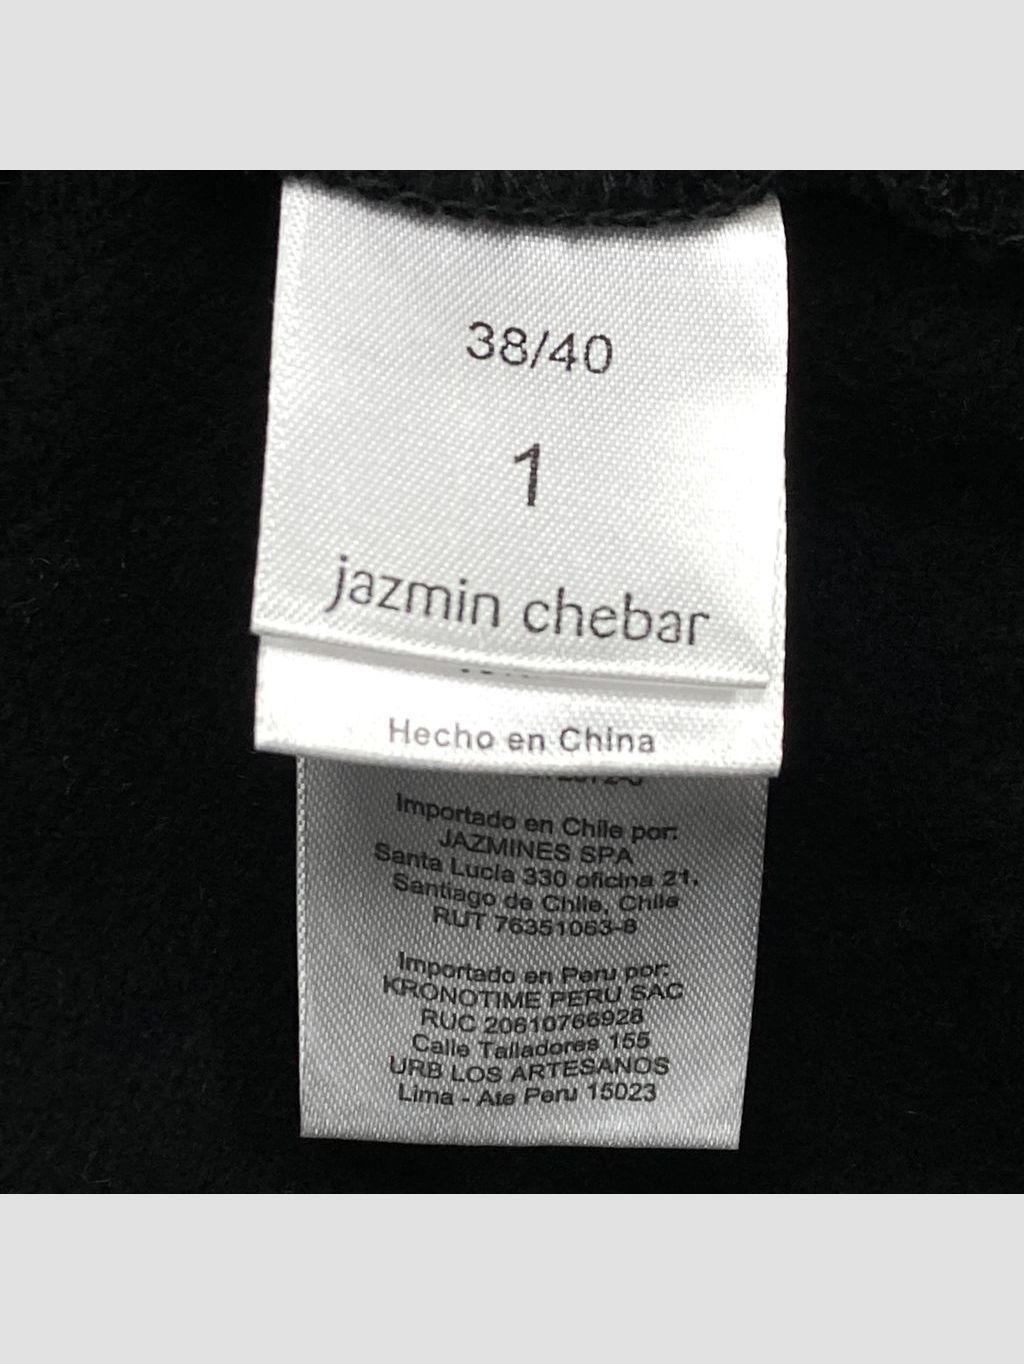 38/40
1
jazmin chebar
Hecho en China
Importado en Chile por:
JAZMINES SPA
Santa Lucia 330 oficina 21,
Santiago de Chile, Chile
RUT 76351063-8
Importado en Peru por:
KRONOTIME PERU SAC
RUC 20610766928
Calle Talladores 155
URB LOS ARTESANOS
Lima - Ate Peru 15023